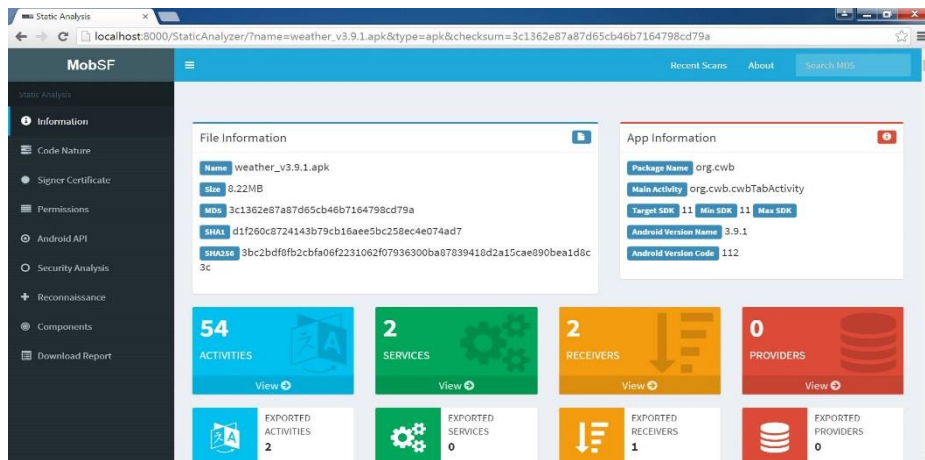 Static Analysis
localhost:8000/StaticAnalyzer/?name=weather_v3.9.1.apk&type=apk&checksum=3c1362e87a87d65cb46b7164798cd79a
MobSF
Recent Scans About Search MD5
Static Analysis
Information
Code Nature
Signer Certificate
Permissions
Android API
Security Analysis
Reconnaissance
Components
Download Report
File Information
Name weather_v3.9.1.apk
Size 8.22MB
MD5 3c1362e87a87d65cb46b7164798cd79a
SHA1 d1f260c8724143b79cb16aee5bc258ec4e074ad7
SHA256 3bc2bdf8fb2cbfa06f2231062f07936300ba87839418d2a15cae890bea1d8c
3c
App Information
Package Name org.cwb
Main Activity org.cwb.cwbTabActivity
Target SDK 11 Min SDK 11 Max SDK
Android Version Name 3.9.1
Android Version Code 112
54
ACTIVITIES
View
2
SERVICES
View
2
RECEIVERS
View
0
PROVIDERS
View
EXPORTED
ACTIVITIES
2
EXPORTED
SERVICES
0
EXPORTED
RECEIVERS
1
EXPORTED
PROVIDERS
0